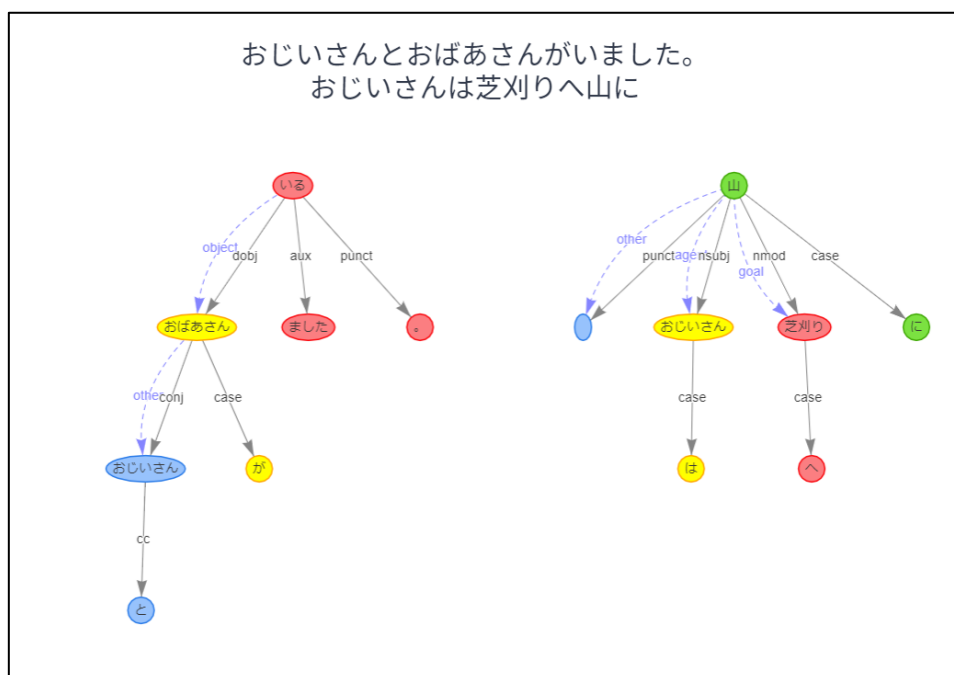 おじいさんとおばあさんがいました。
おじいさんは芝刈りへ山に
いる
object
dobj
aux
punct
おばあさん
ました
。
other
conj
case
おじいさん
が
cc
と
山
other
punct
agent
nsubj
nmod
goal
case
おじいさん
芝刈り
に
case
case
は
へ